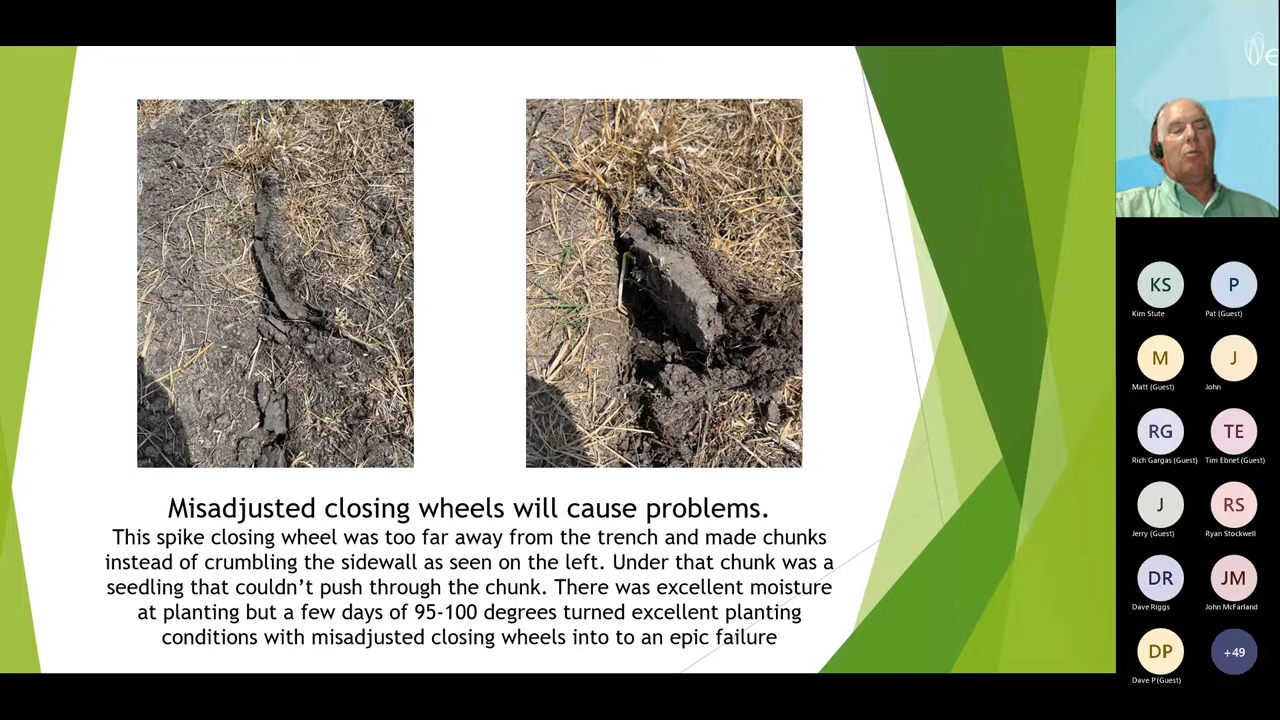 Misadjusted closing wheels will cause problems.
This spike closing wheel was too far away from the trench and made chunks
instead of crumbling the sidewall as seen on the left. Under that chunk was a
seedling that couldn’t push through the chunk. There was excellent moisture
at planting but a few days of 95-100 degrees turned excellent planting
conditions with misadjusted closing wheels into to an epic failure
KS
Kim Stute
P
Pat (Guest)
M
Matt (Guest)
J
John
RG
Rich Gargas (Guest)
TE
Tim Ebnet (Guest)
J
Jerry (Guest)
RS
Ryan Stockwell
DR
Dave Riggs
JM
John McFarland
DP
Dave P (Guest)
+49